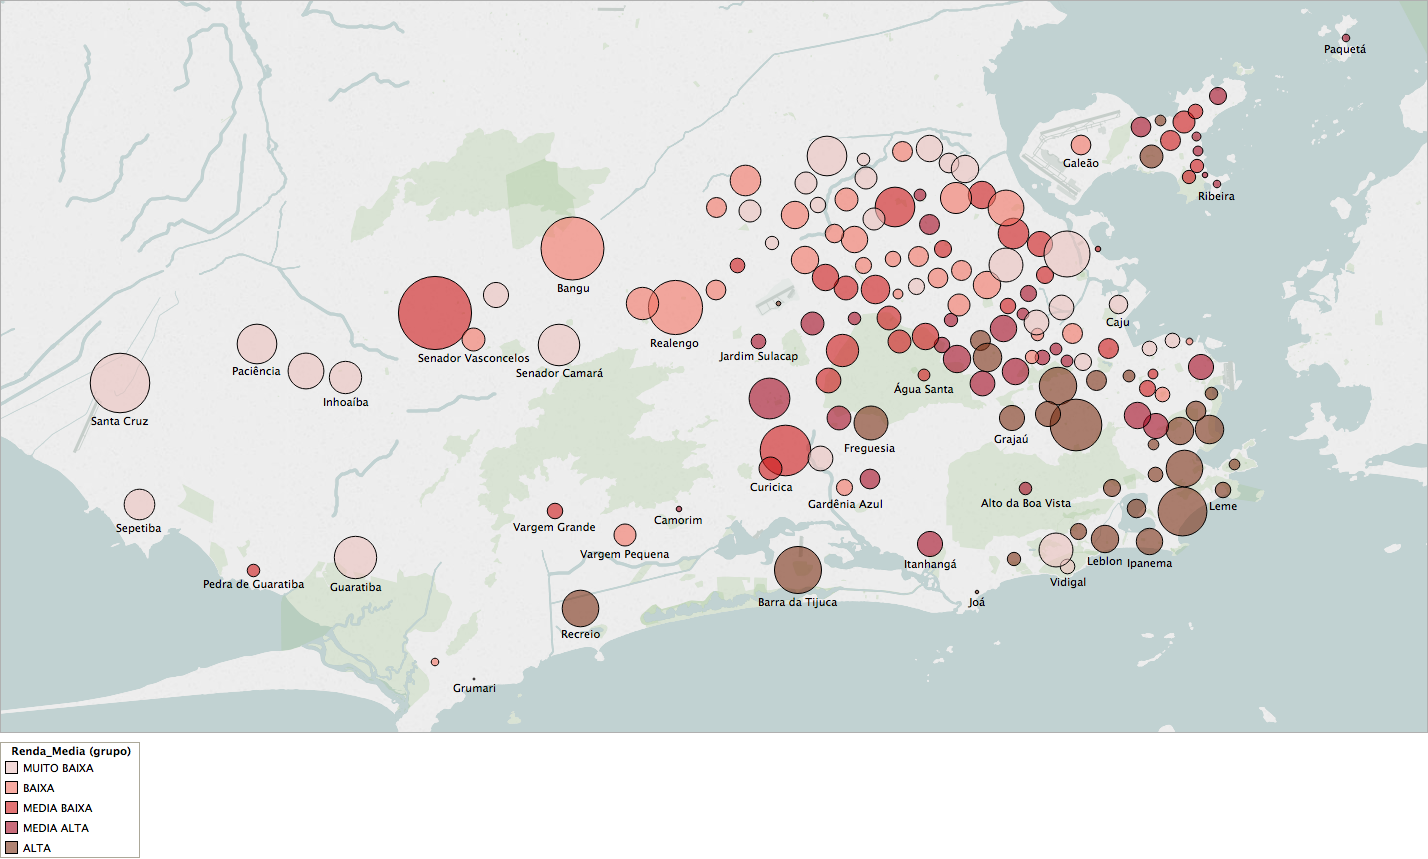 Paquetá
Galeão
Ribeira
Bangu
Caju
Realengo
Jardim Sulacap
Senador Vasconcelos
Paciência
Senador Camará
Água Santa
Inhoaíba
Santa Cruz
Grajaú
Freguesia
Curicica
Gardênia Azul
Alto da Boa Vista
Leme
Camorim
Sepetiba
Vargem Grande
Vargem Pequena
Itanhangá
Leblon
Ipanema
Vidigal
Pedra de Guaratiba
Guaratiba
Barra da Tijuca
Joá
Recreio
Grumari
Renda_Media (grupo)
MUITO BAIXA
BAIXA
MEDIA BAIXA
MEDIA ALTA
ALTA